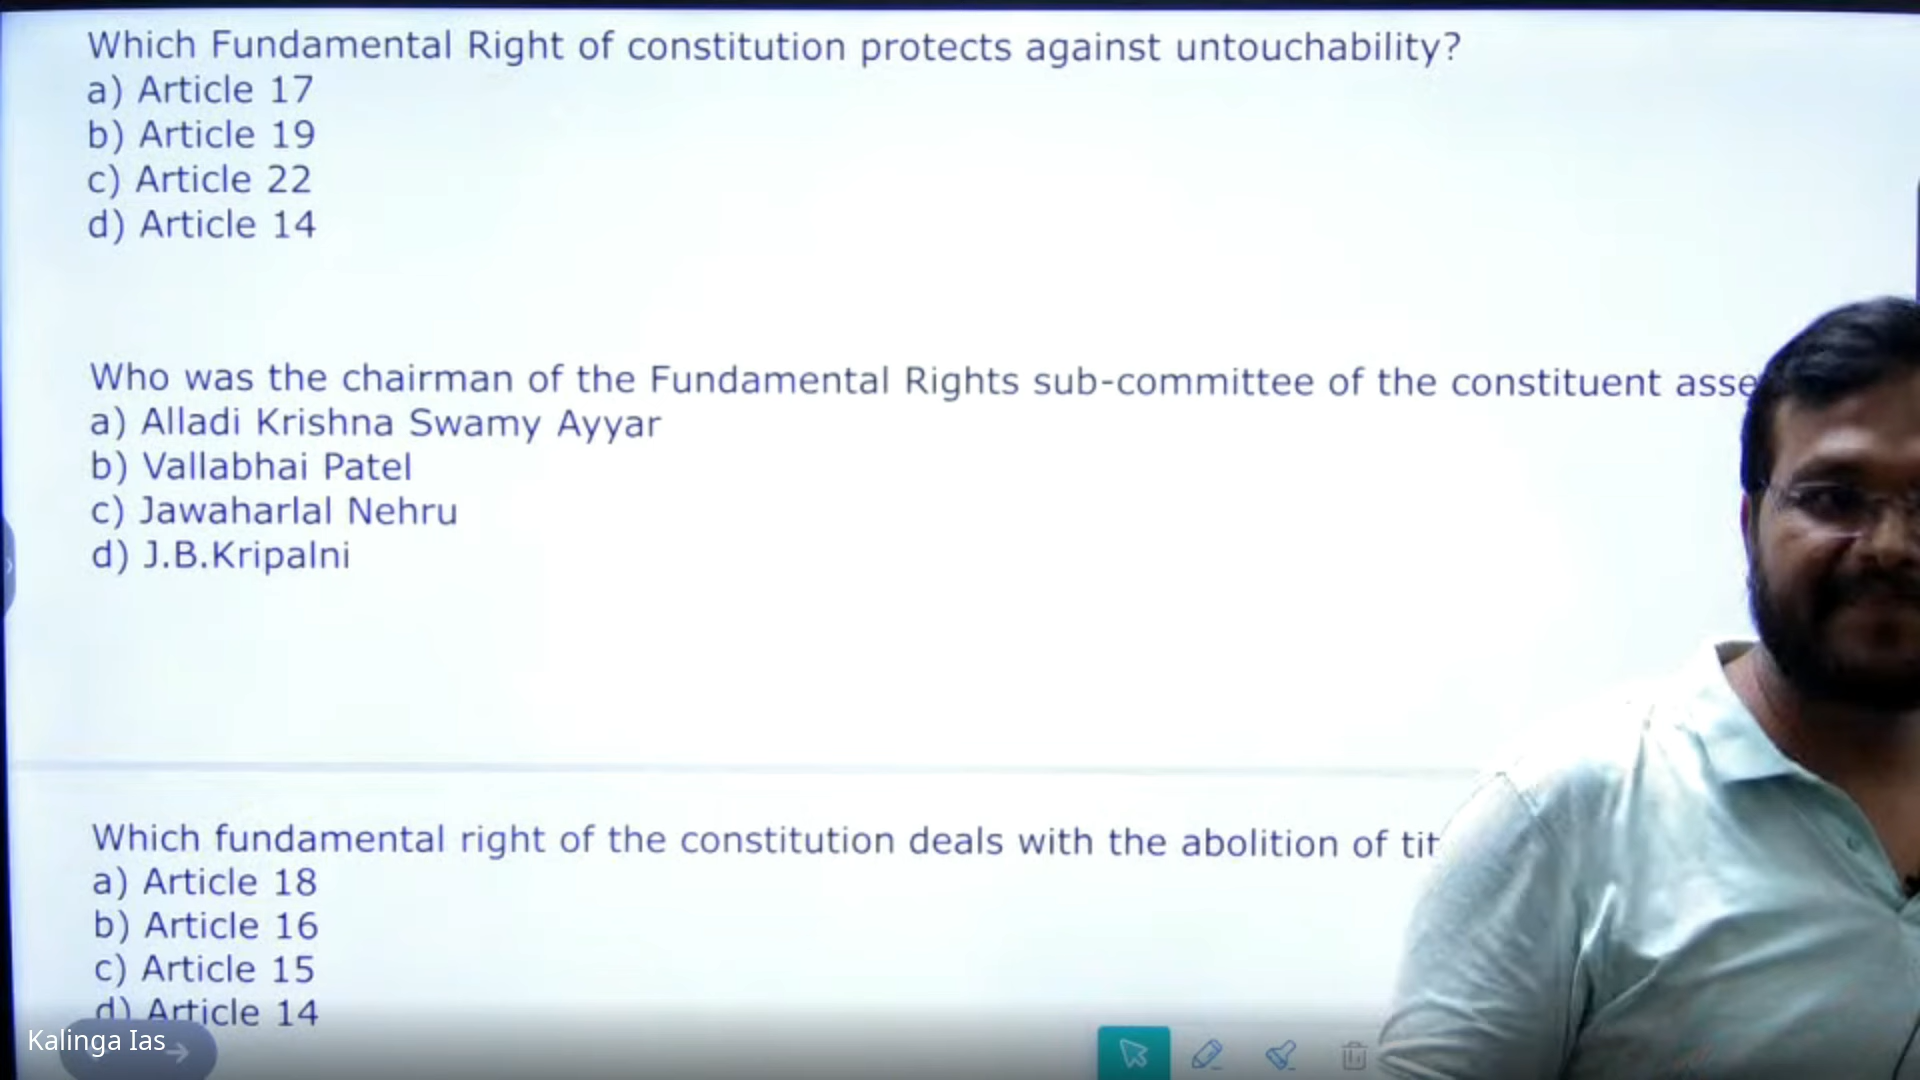 Which Fundamental Right of constitution protects against untouchability?
a) Article 17
b) Article 19
c) Article 22
d) Article 14
Who was the chairman of the Fundamental Rights sub-committee of the constituent asse
a) Alladi Krishna Swamy Ayyar
b) Vallabhai Patel
c) Jawaharlal Nehru
d) J.B.Kripalni
Which fundamental right of the constitution deals with the abolition of tit
a) Article 18
b) Article 16
c) Article 15
d) Article 14
Kalinga Ias